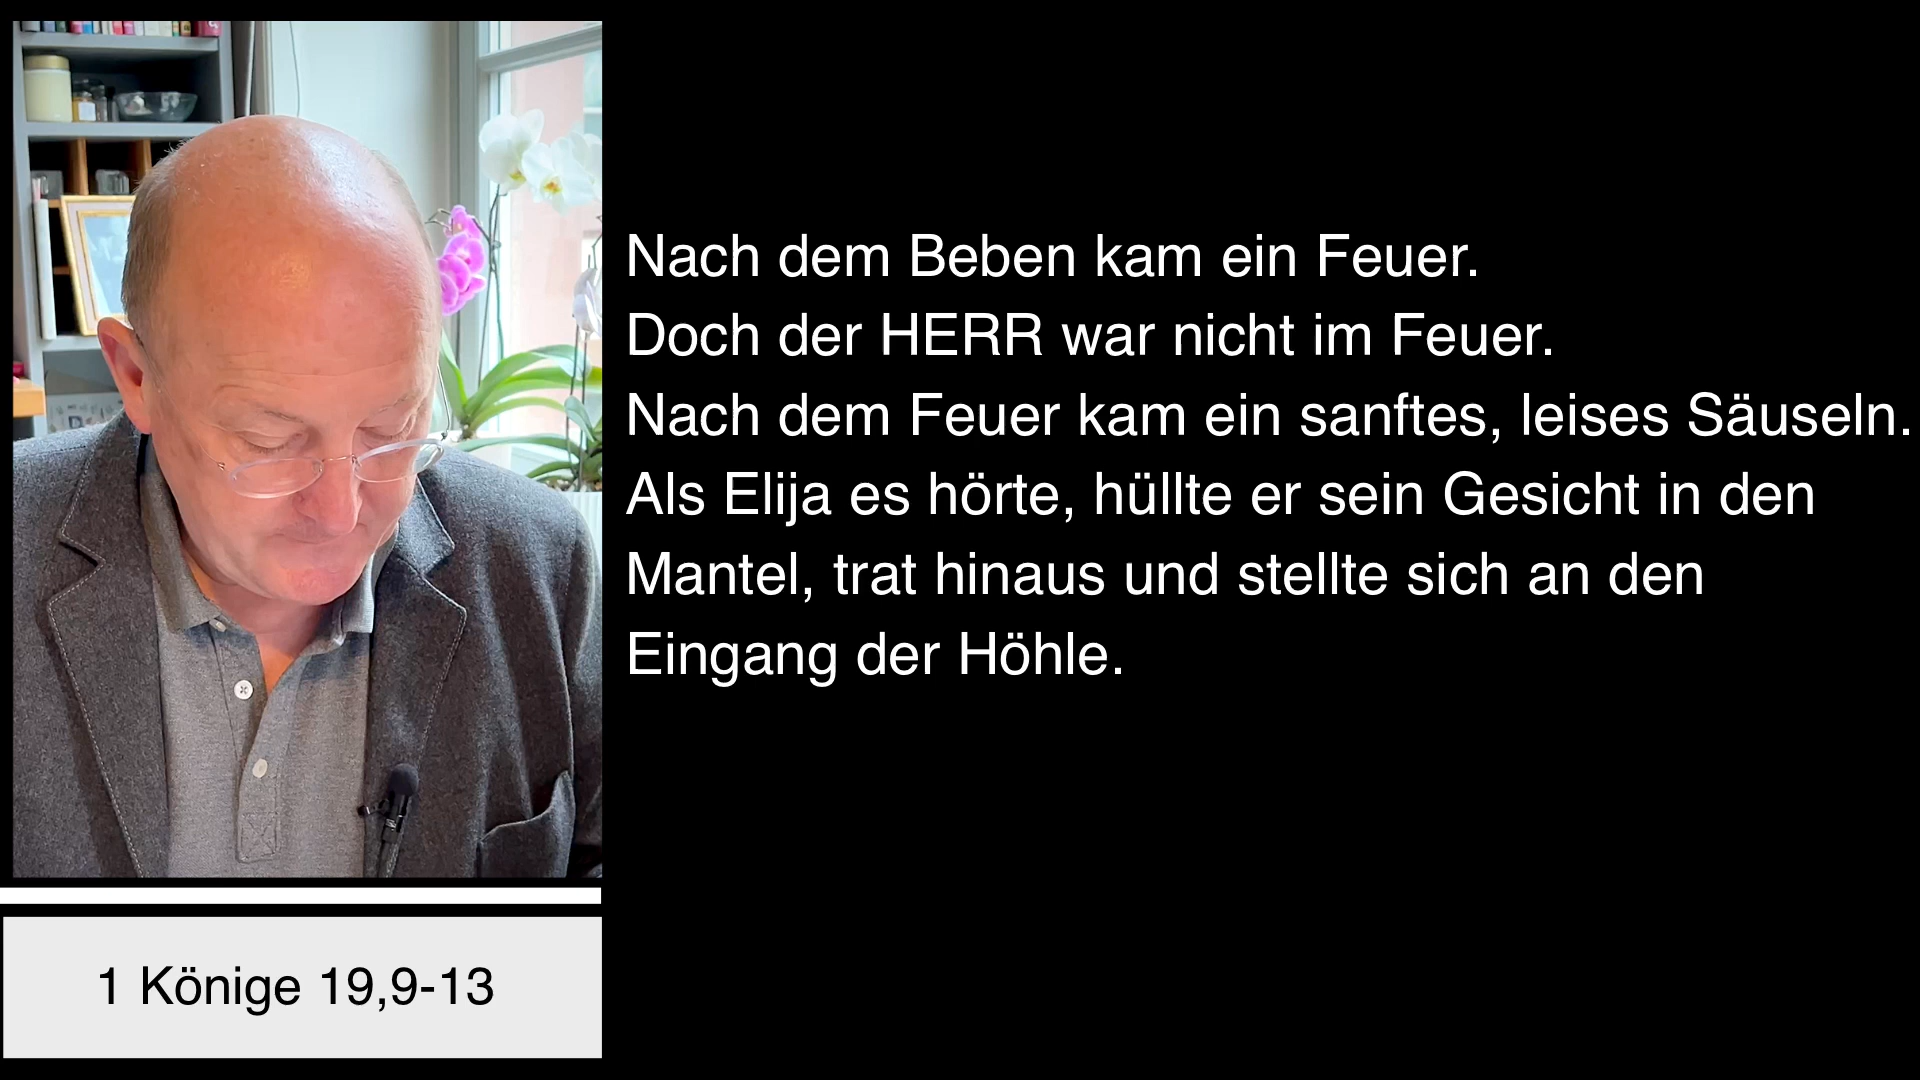 Nach dem Beben kam ein Feuer.
Doch der HERR war nicht im Feuer.
Nach dem Feuer kam ein sanftes, leises Säuseln.
Als Elija es hörte, hüllte er sein Gesicht in den
Mantel, trat hinaus und stellte sich an den
Eingang der Höhle.
1 Könige 19,9-13